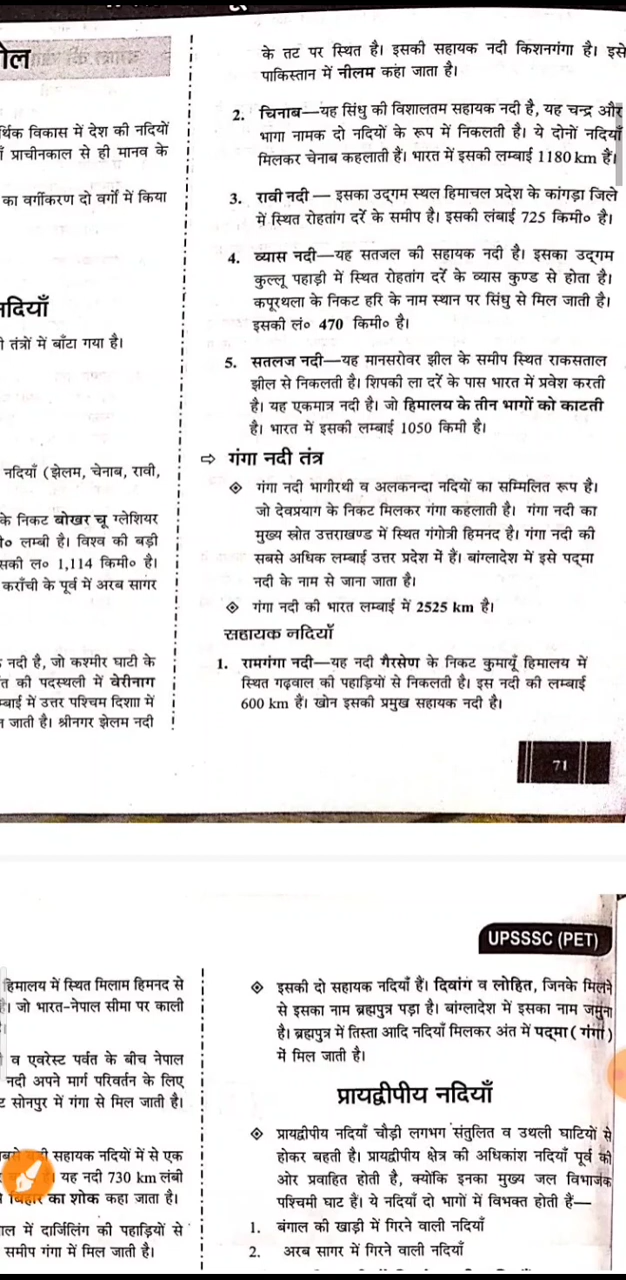 ोल
र्थिक विकास में देश की नदियों
ँ प्राचीनकाल से ही मानव के
का वर्गीकरण दो वर्गों में किया
नदियाँ
ी तंत्रों में बाँटा गया है।
नदियाँ (झेलम, चेनाब, रावी,
के निकट बोखर चू ग्लेशियर
ी० लम्बी है। विश्व की बड़ी
सकी ल० 1,114 किमी० है।
कराँची के पूर्व में अरब सागर
नदी है, जो कश्मीर घाटी के
त की पदस्थली में वेरीनाग
म्बाई में उत्तर पश्चिम दिशाा में
जाती है। श्रीनगर झेलम नदी
के तट पर स्थित है। इसकी सहायक नदी किशनगंगा है। इसे
पाकिस्तान में नीलम कहा जाता है।
2. चिनाब—यह सिंधु की विशालतम सहायक नदी है, यह चन्द्र और
भागा नामक दो नदियों के रूप में निकलती है। ये दोनों नदियाँ
मिलकर चेनाब कहलाती हैं। भारत में इसकी लम्बाई 1180 km हैं।
3. रावी नदी — इसका उद्गम स्थल हिमाचल प्रदेश के कांगड़ा जिले
में स्थित रोहतांग दर्रे के समीप है। इसकी लंबाई 725 किमी० है।
4. व्यास नदी—यह सतजल की सहायक नदी है। इसका उद्गम
कुल्लू पहाड़ी में स्थित रोहतांग दर्रे के व्यास कुण्ड से होता है।
कपूरथला के निकट हरि के नाम स्थान पर सिंधु से मिल जाती है।
इसकी लं० 470 किमी० है।
5. सतलज नदी—यह मानसरोवर झील के समीप स्थित राकसताल
झील से निकलती है। शिपकी ला दर्रे के पास भारत में प्रवेश करती
है। यह एकमात्र नदी है। जो हिमालय के तीन भागों को काटती
है। भारत में इसकी लम्बाई 1050 किमी है।
⇨ गंगा नदी तंत्र
❖ गंगा नदी भागीरथी व अलकनन्दा नदियों का सम्मिलित रूप है।
जो देवप्रयाग के निकट मिलकर गंगा कहलाती है। गंगा नदी का
मुख्य स्रोत उत्तराखण्ड में स्थित गंगोत्री हिमनद है। गंगा नदी की
सबसे अधिक लम्बाई उत्तर प्रदेश में हैं। बांग्लादेश में इसे पद्मा
नदी के नाम से जाना जाता है।
❖ गंगा नदी की भारत लम्बाई में 2525 km है।
सहायक नदियाँ
1. रामगंगा नदी—यह नदी गैरसेण के निकट कुमायूँ हिमालय में
स्थित गढ़वाल की पहाड़ियों से निकलती है। इस नदी की लम्बाई
600 km हैं। खोन इसकी प्रमुख सहायक नदी है।
71
UPSSSC (PET)
हिमालय में स्थित मिलाम हिमनद से
है। जो भारत-नेपाल सीमा पर काली
व एवरेस्ट पर्वत के बीच नेपाल
नदी अपने मार्ग परिवर्तन के लिए
सोनपुर में गंगा से मिल जाती है।
सहायक नदियों में से एक
यह नदी 730 km लंबी
बिहार का शोक कहा जाता है।
ाल में दार्जिलिंग की पहाड़ियों से
समीप गंगा में मिल जाती है।
❖ इसकी दो सहायक नदियाँ हैं। दिवांग व लोहित, जिनके मिलने
से इसका नाम ब्रह्मपुत्र पड़ा है। बांग्लादेश में इसका नाम जमुना
है। ब्रह्मपुत्र में तिस्ता आदि नदियाँ मिलकर अंत में पद्मा ( गंगा )
में मिल जाती है।
प्रायद्वीपीय नदियाँ
❖ प्रायद्वीपीय नदियाँ चौड़ी लगभग संतुलित व उथली घाटियों से
होकर बहती है। प्रायद्वीपीय क्षेत्र की अधिकांश नदियाँ पूर्व की
ओर प्रवाहित होती है, क्योंकि इनका मुख्य जल विभाजक
पश्चिमी घाट हैं। ये नदियाँ दो भागों में विभक्त होती हैं—
1. बंगाल की खाड़ी में गिरने वाली नदियाँ
2. अरब सागर में गिरने वाली नदियाँ